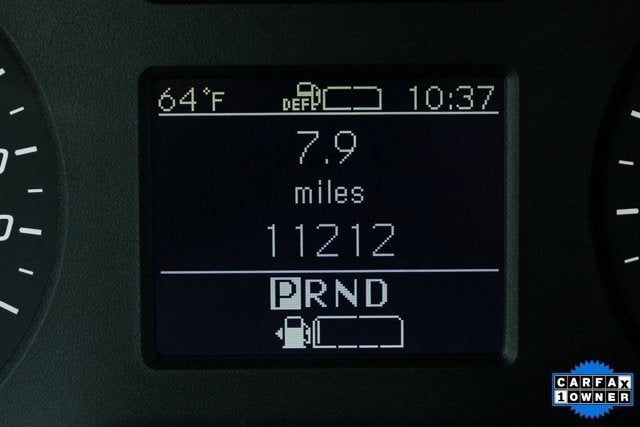 64°F DEF 10:37
7.9
miles
11212
PRND
CARFAX
1 OWNER